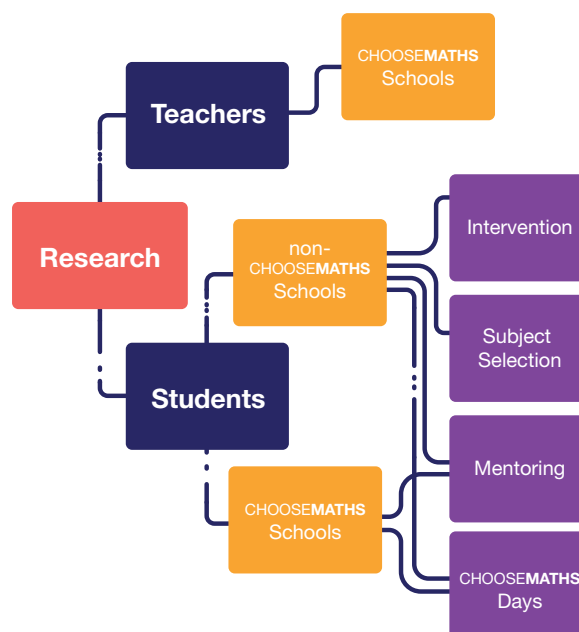 CHOOSEMATHS
Schools
Teachers
Research
non-
CHOOSEMATHS
Schools
Intervention
Subject
Selection
Students
Mentoring
CHOOSEMATHS
Schools
CHOOSEMATHS
Days